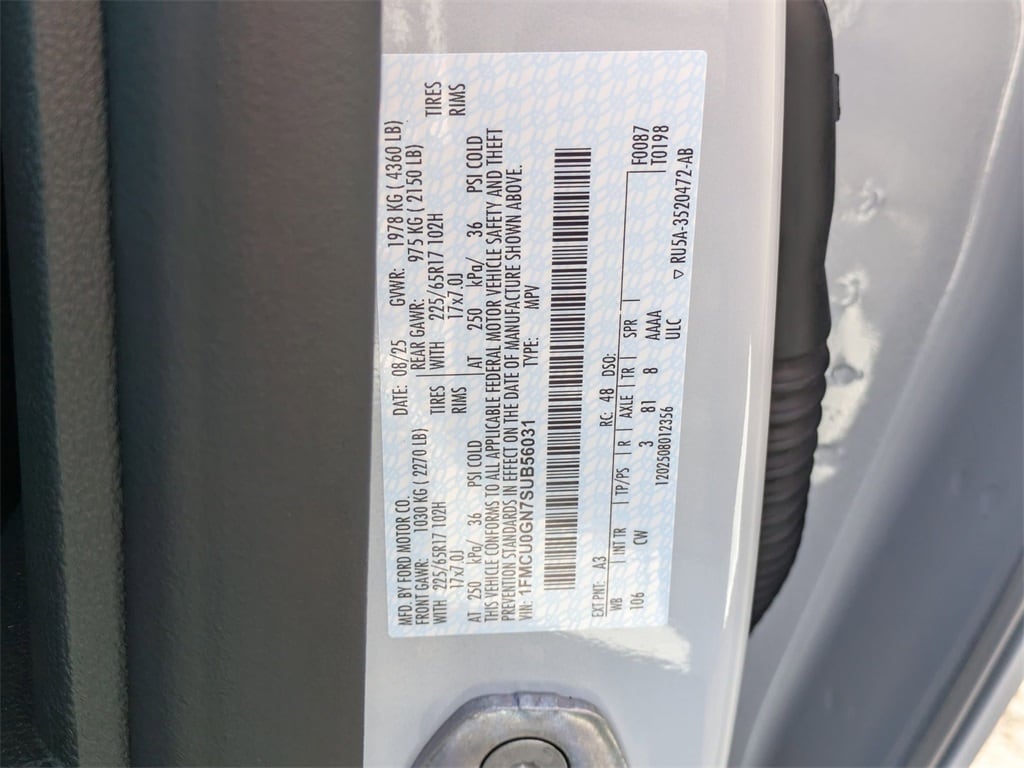 MFD. BY FORD MOTOR CO. DATE: 08/25 GVWR: 1978 KG ( 4360 LB)
FRONT GAWR: 1030 KG ( 2270 LB) REAR GAWR: 975 KG ( 2150 LB)
WITH 225/65R17 102H TIRES WITH 225/65R17 102H TIRES
17x7.0J RIMS 17x7.0J RIMS
AT 250 kPa/ 36 PSI COLD AT 250 kPa/ 36 PSI COLD
THIS VEHICLE CONFORMS TO ALL APPLICABLE FEDERAL MOTOR VEHICLE SAFETY AND THEFT
PREVENTION STANDARDS IN EFFECT ON THE DATE OF MANUFACTURE SHOWN ABOVE.
VIN: 1FMCU0GN7SUB56031 TYPE: MPV
EXT PNT: A3 RC: 48 DSO: F0087
WB INT TR TP/PS R AXLE TR SPR T0198
106 CW 3 81 8 AAAA
120250801​2356 ULC RU5A-3520472-AB